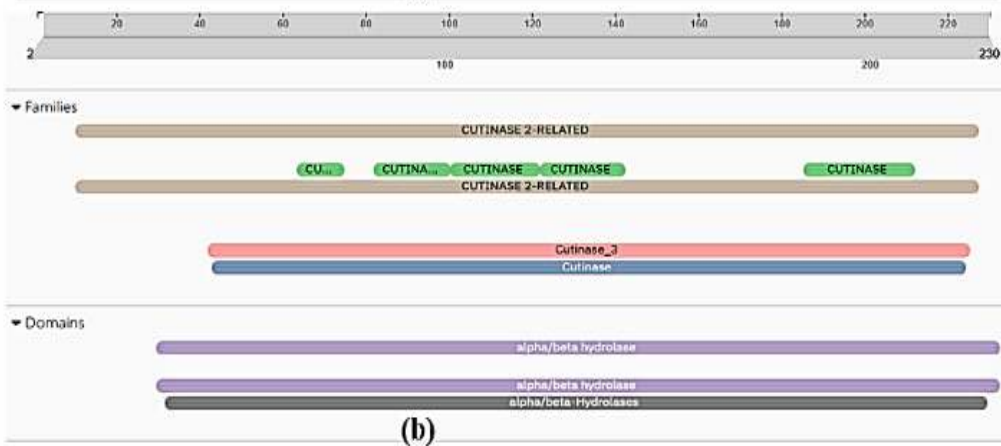 20 40 60 80 100 120 140 160 180 200 220
2 230
100 200
Families
CUTINASE 2-RELATED
CU... CUTINA... CUTINASE CUTINASE CUTINASE
CUTINASE 2-RELATED
Cutinase_3
Cutinase
Domains
alpha/beta hydrolase
alpha/beta hydrolase
alpha/beta-Hydrolases
(b)